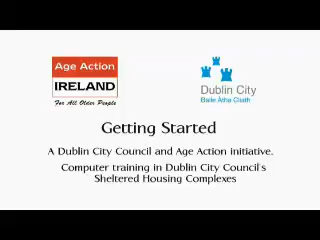 Age Action
IRELAND
For All Older People
Dublin City
Baile Átha Cliath
Getting Started
A Dublin City Council and Age Action initiative.
Computer training in Dublin City Council's
Sheltered Housing Complexes